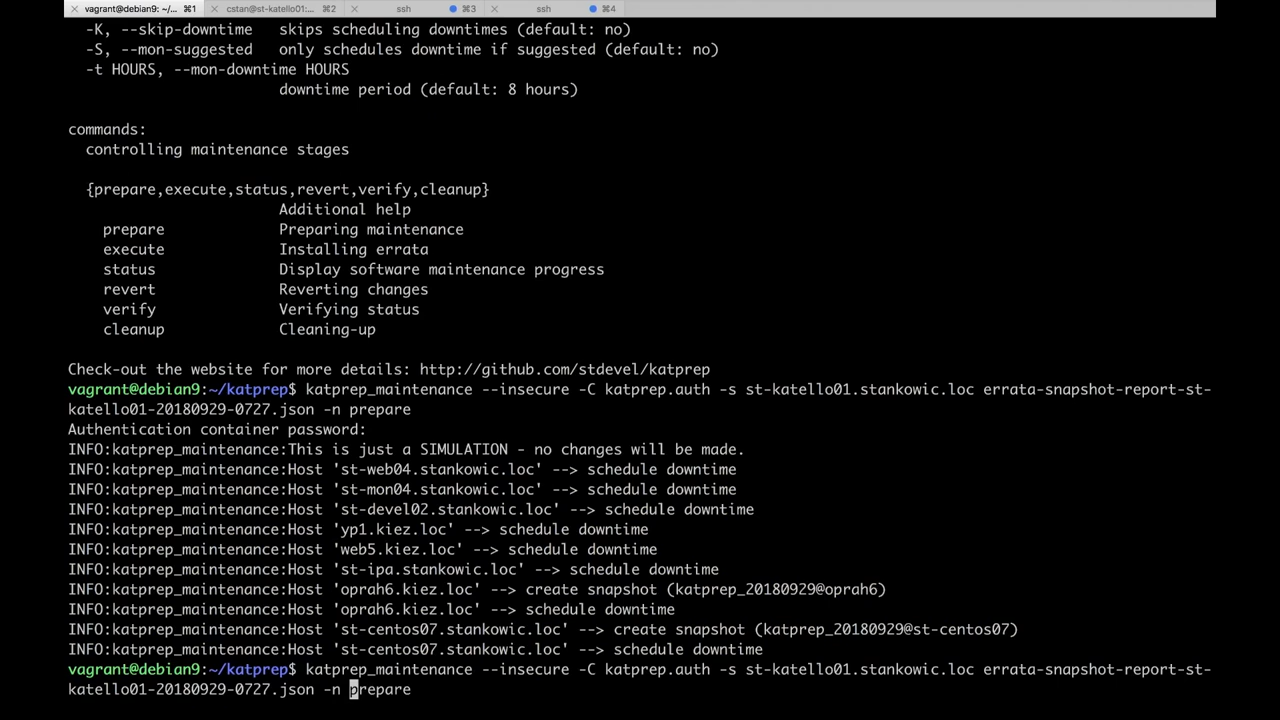 vagrant@debian9: ~/... ⌘1 cstan@st-katello01:... ⌘2 ssh ⌘3 ssh ⌘4
-K, --skip-downtime skips scheduling downtimes (default: no)
-S, --mon-suggested only schedules downtime if suggested (default: no)
-t HOURS, --mon-downtime HOURS
downtime period (default: 8 hours)
commands:
controlling maintenance stages
{prepare,execute,status,revert,verify,cleanup}
Additional help
prepare Preparing maintenance
execute Installing errata
status Display software maintenance progress
revert Reverting changes
verify Verifying status
cleanup Cleaning-up
Check-out the website for more details: http://github.com/stdevel/katprep
vagrant@debian9:~/katprep$ katprep_maintenance --insecure -C katprep.auth -s st-katello01.stankowic.loc errata-snapshot-report-st-
katello01-20180929-0727.json -n prepare
Authentication container password:
INFO:katprep_maintenance:This is just a SIMULATION - no changes will be made.
INFO:katprep_maintenance:Host 'st-web04.stankowic.loc' --> schedule downtime
INFO:katprep_maintenance:Host 'st-mon04.stankowic.loc' --> schedule downtime
INFO:katprep_maintenance:Host 'st-devel02.stankowic.loc' --> schedule downtime
INFO:katprep_maintenance:Host 'yp1.kiez.loc' --> schedule downtime
INFO:katprep_maintenance:Host 'web5.kiez.loc' --> schedule downtime
INFO:katprep_maintenance:Host 'st-ipa.stankowic.loc' --> schedule downtime
INFO:katprep_maintenance:Host 'oprah6.kiez.loc' --> create snapshot (katprep_20180929@oprah6)
INFO:katprep_maintenance:Host 'oprah6.kiez.loc' --> schedule downtime
INFO:katprep_maintenance:Host 'st-centos07.stankowic.loc' --> create snapshot (katprep_20180929@st-centos07)
INFO:katprep_maintenance:Host 'st-centos07.stankowic.loc' --> schedule downtime
vagrant@debian9:~/katprep$ katprep_maintenance --insecure -C katprep.auth -s st-katello01.stankowic.loc errata-snapshot-report-st-
katello01-20180929-0727.json -n prepare